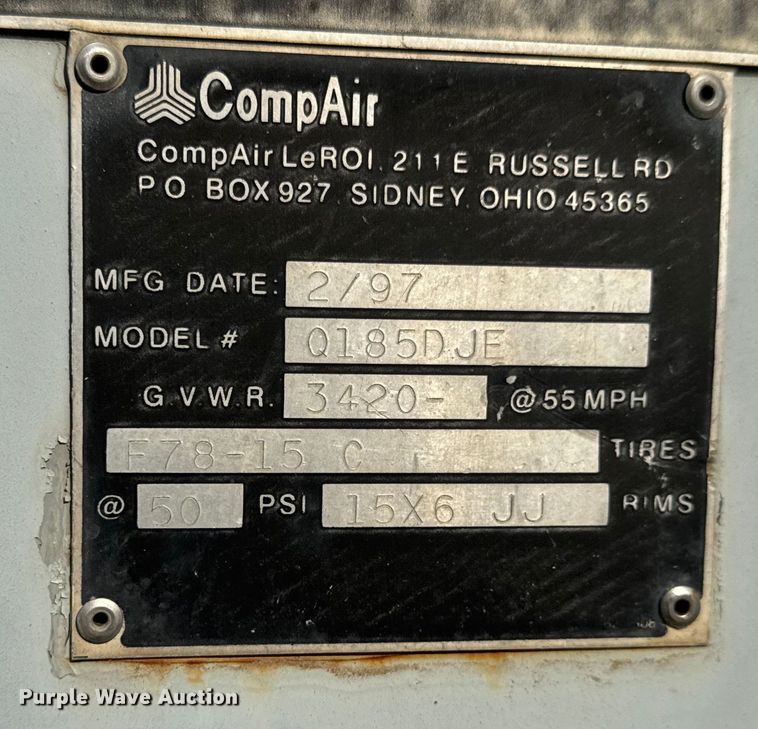 CompAir
CompAir LeROI. 211 E. RUSSELL RD
P.O. BOX 927. SIDNEY. OHIO 45365
MFG DATE: 2/97
MODEL # Q185DJE
G.V.W.R. 3420- @ 55 MPH
F78-15 C TIRES
@ 50 PSI 15X6 JJ RIMS
Purple Wave Auction